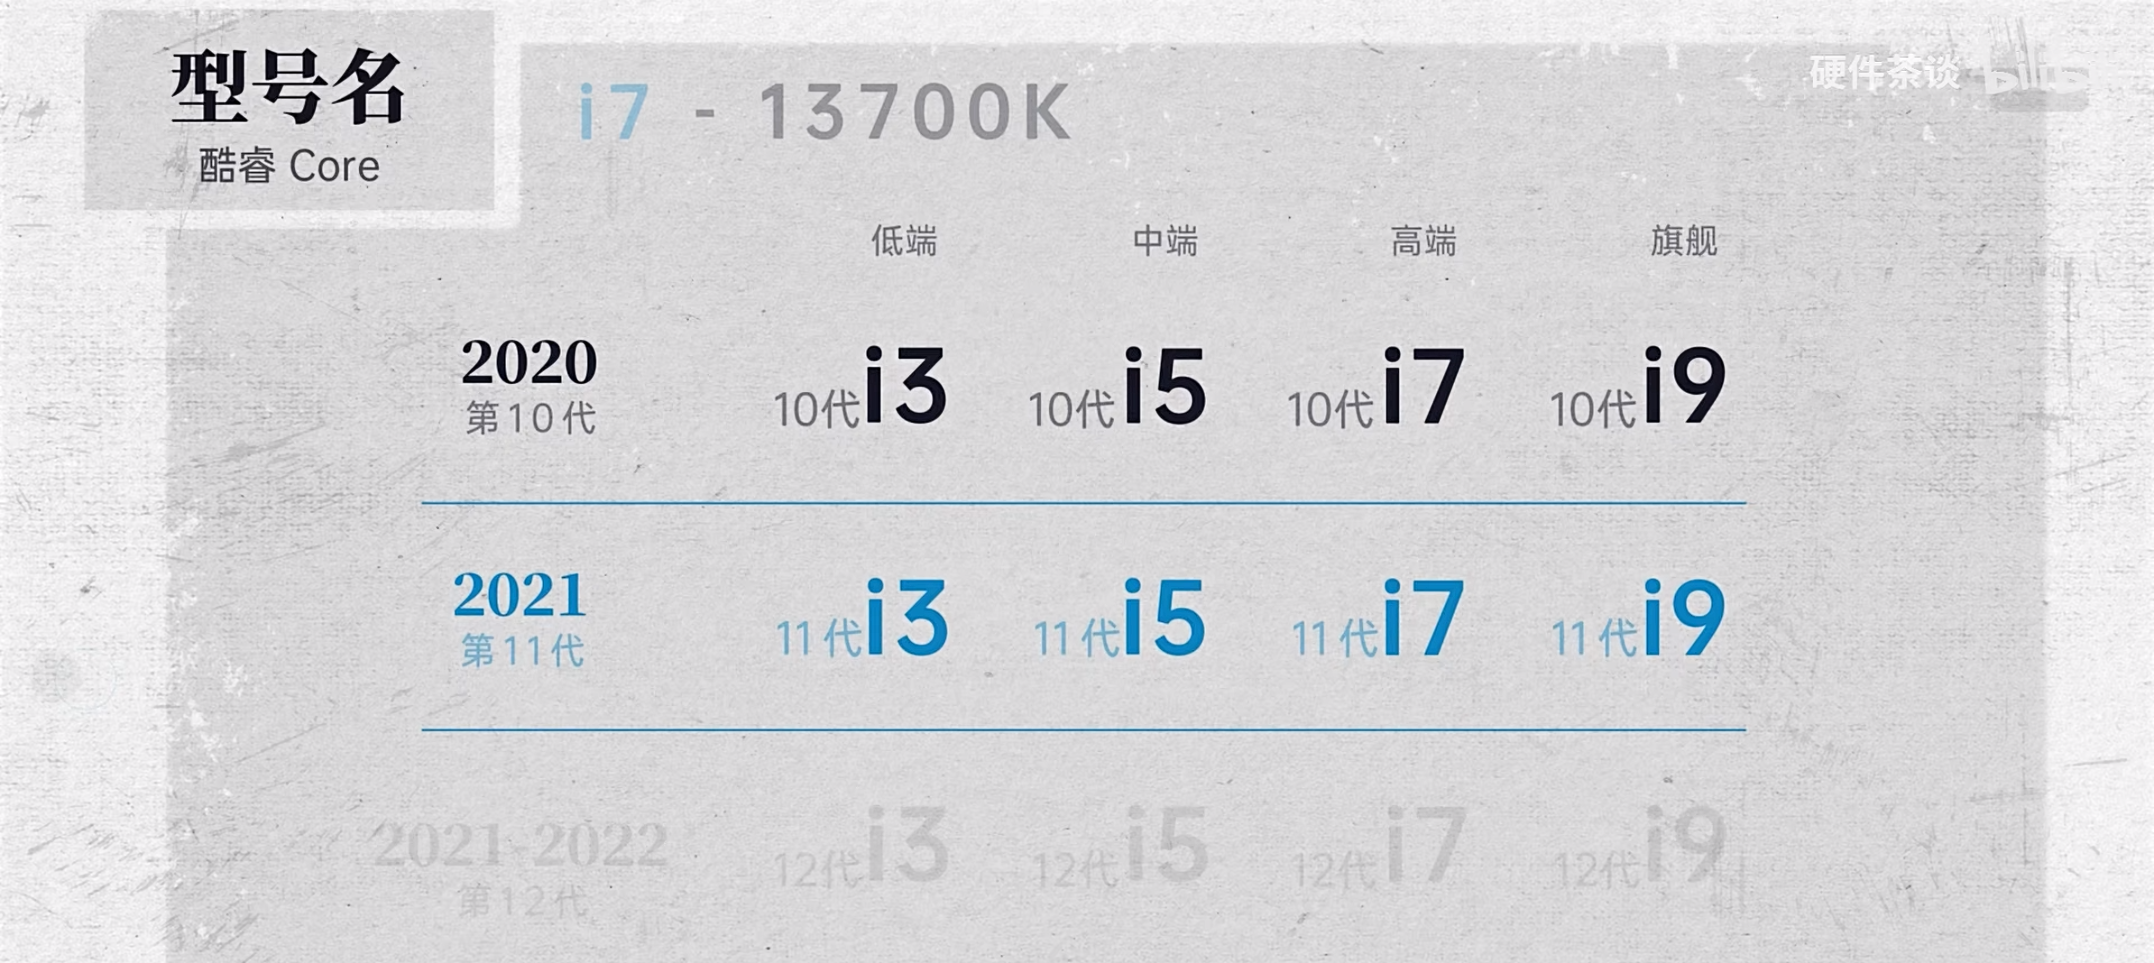 型号名
酷睿 Core
i7 - 13700K
硬件茶谈 bilibili
低端 中端 高端 旗舰
2020
第10代
10代i3 10代i5 10代i7 10代i9
2021
第11代
11代i3 11代i5 11代i7 11代i9
2021-2022
第12代
12代i3 12代i5 12代i7 12代i9